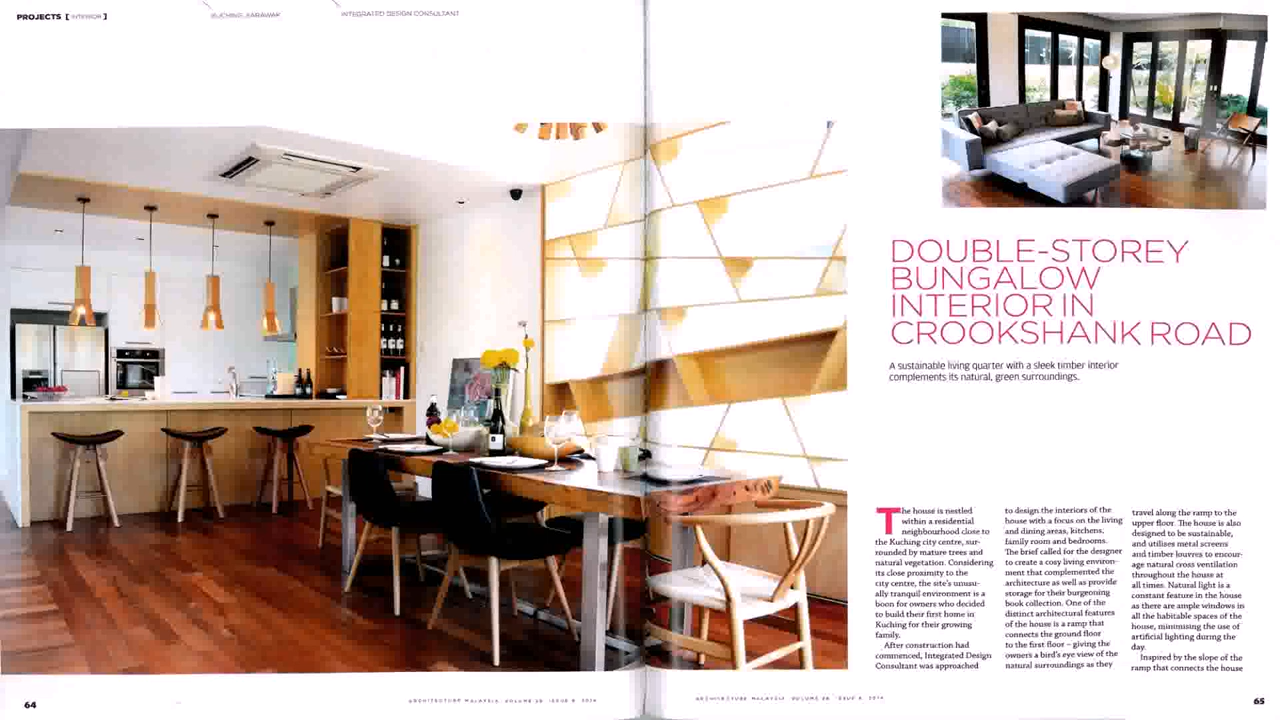 PROJECTS [ INTERIOR ]
KUCHING, SARAWAK
INTEGRATED DESIGN CONSULTANT
DOUBLE-STOREY
BUNGALOW
INTERIOR IN
CROOKSHANK ROAD
A sustainable living quarter with a sleek timber interior
complements its natural, green surroundings.
The house is nestled
within a residential
neighbourhood close to
the Kuching city centre, sur-
rounded by mature trees and
natural vegetation. Considering
its close proximity to the
city centre, the site's unusu-
ally tranquil environment is a
boon for owners who decided
to build their first home in
Kuching for their growing
family.
After construction had
commenced, Integrated Design
Consultant was approached
to design the interiors of the
house with a focus on the living
and dining areas, kitchens,
family room and bedrooms.
The brief called for the designer
to create a cosy living environ-
ment that complemented the
architecture as well as provide
storage for their burgeoning
book collection. One of the
distinct architectural features
of the house is a ramp that
connects the ground floor
to the first floor – giving the
owners a bird's eye view of the
natural surroundings as they
travel along the ramp to the
upper floor. The house is also
designed to be sustainable,
and utilises metal screens
and timber louvres to encour-
age natural cross ventilation
throughout the house at
all times. Natural light is a
constant feature in the house
as there are ample windows in
all the habitable spaces of the
house, minimising the use of
artificial lighting during the
day.
Inspired by the slope of the
ramp that connects the house
64
ARCHITECTURE MALAYSIA, VOLUME 26 ISSUE 2014
ARCHITECTURE MALAYSIA, VOLUME 26 ISSUE 2014
65